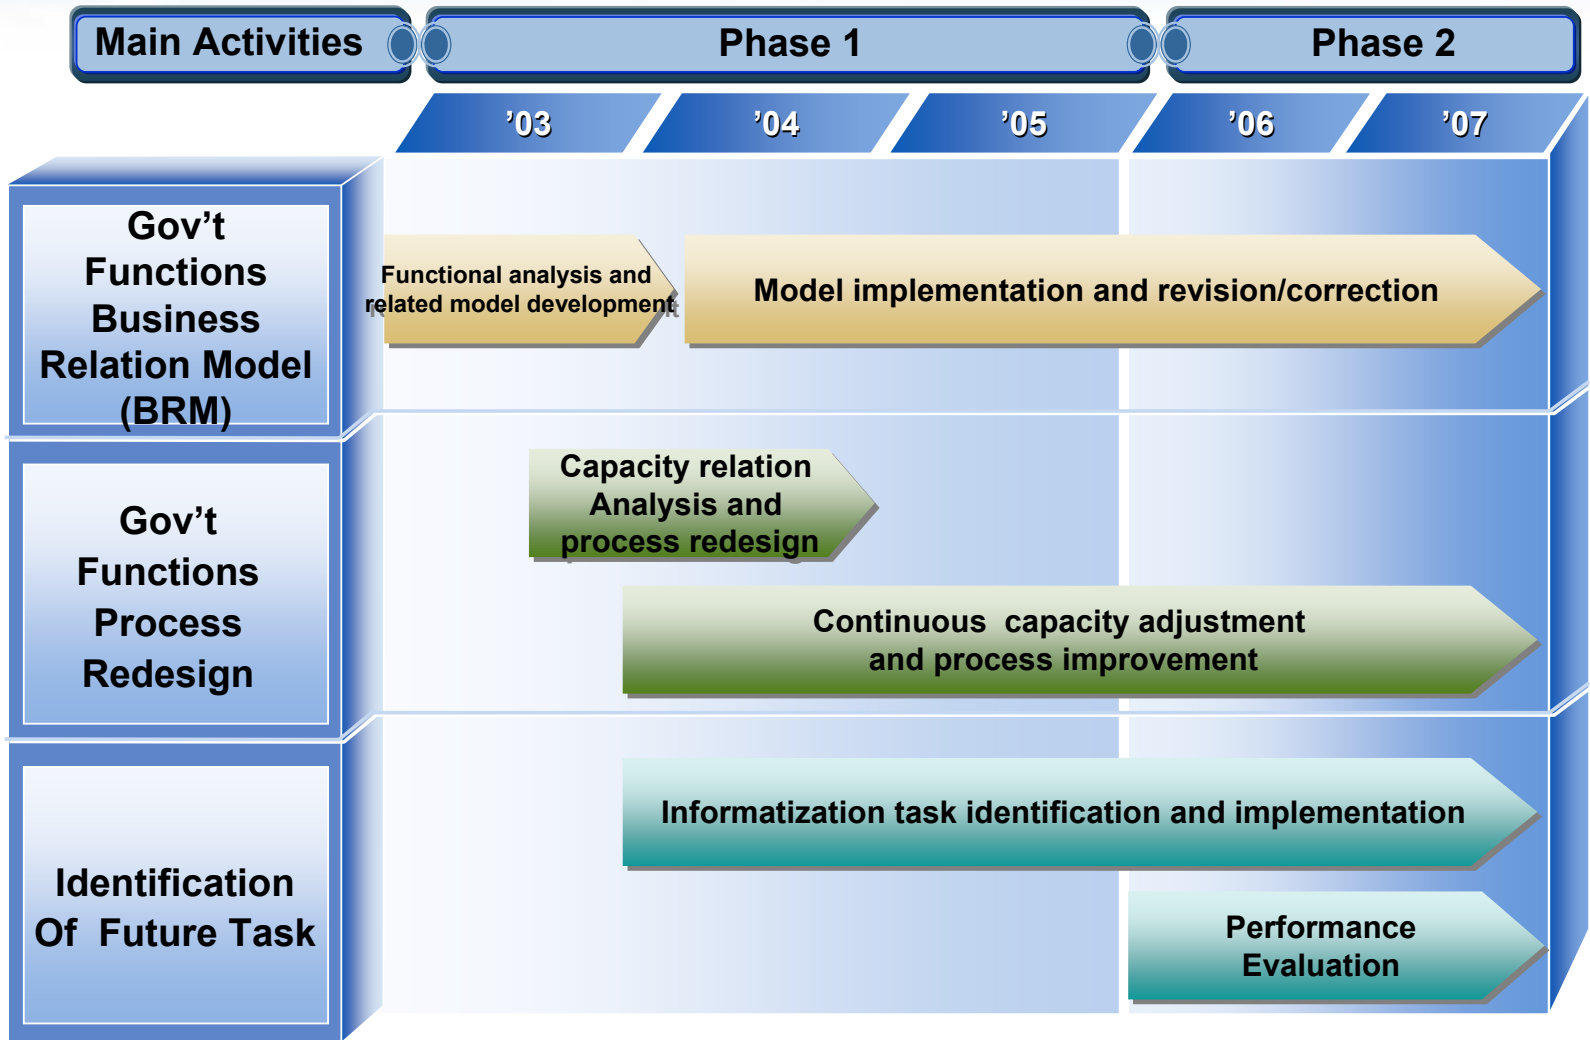 Main Activities
Phase 1
Phase 2
’03
’04
’05
’06
’07
Gov’t
Functions
Business
Relation Model
(BRM)
Functional analysis and
related model development
Model implementation and revision/correction
Gov’t
Functions
Process
Redesign
Capacity relation
Analysis and
process redesign
Continuous capacity adjustment
and process improvement
Identification
Of Future Task
Informatization task identification and implementation
Performance
Evaluation